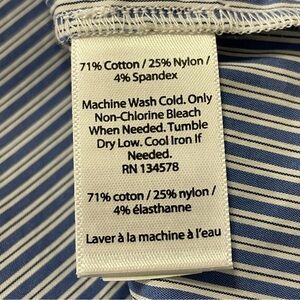 71% Cotton / 25% Nylon /
4% Spandex
Machine Wash Cold. Only
Non-Chlorine Bleach
When Needed. Tumble
Dry Low. Cool Iron If
Needed.
RN 134578
71% coton / 25% nylon /
4% élasthanne
Laver à la machine à l'eau